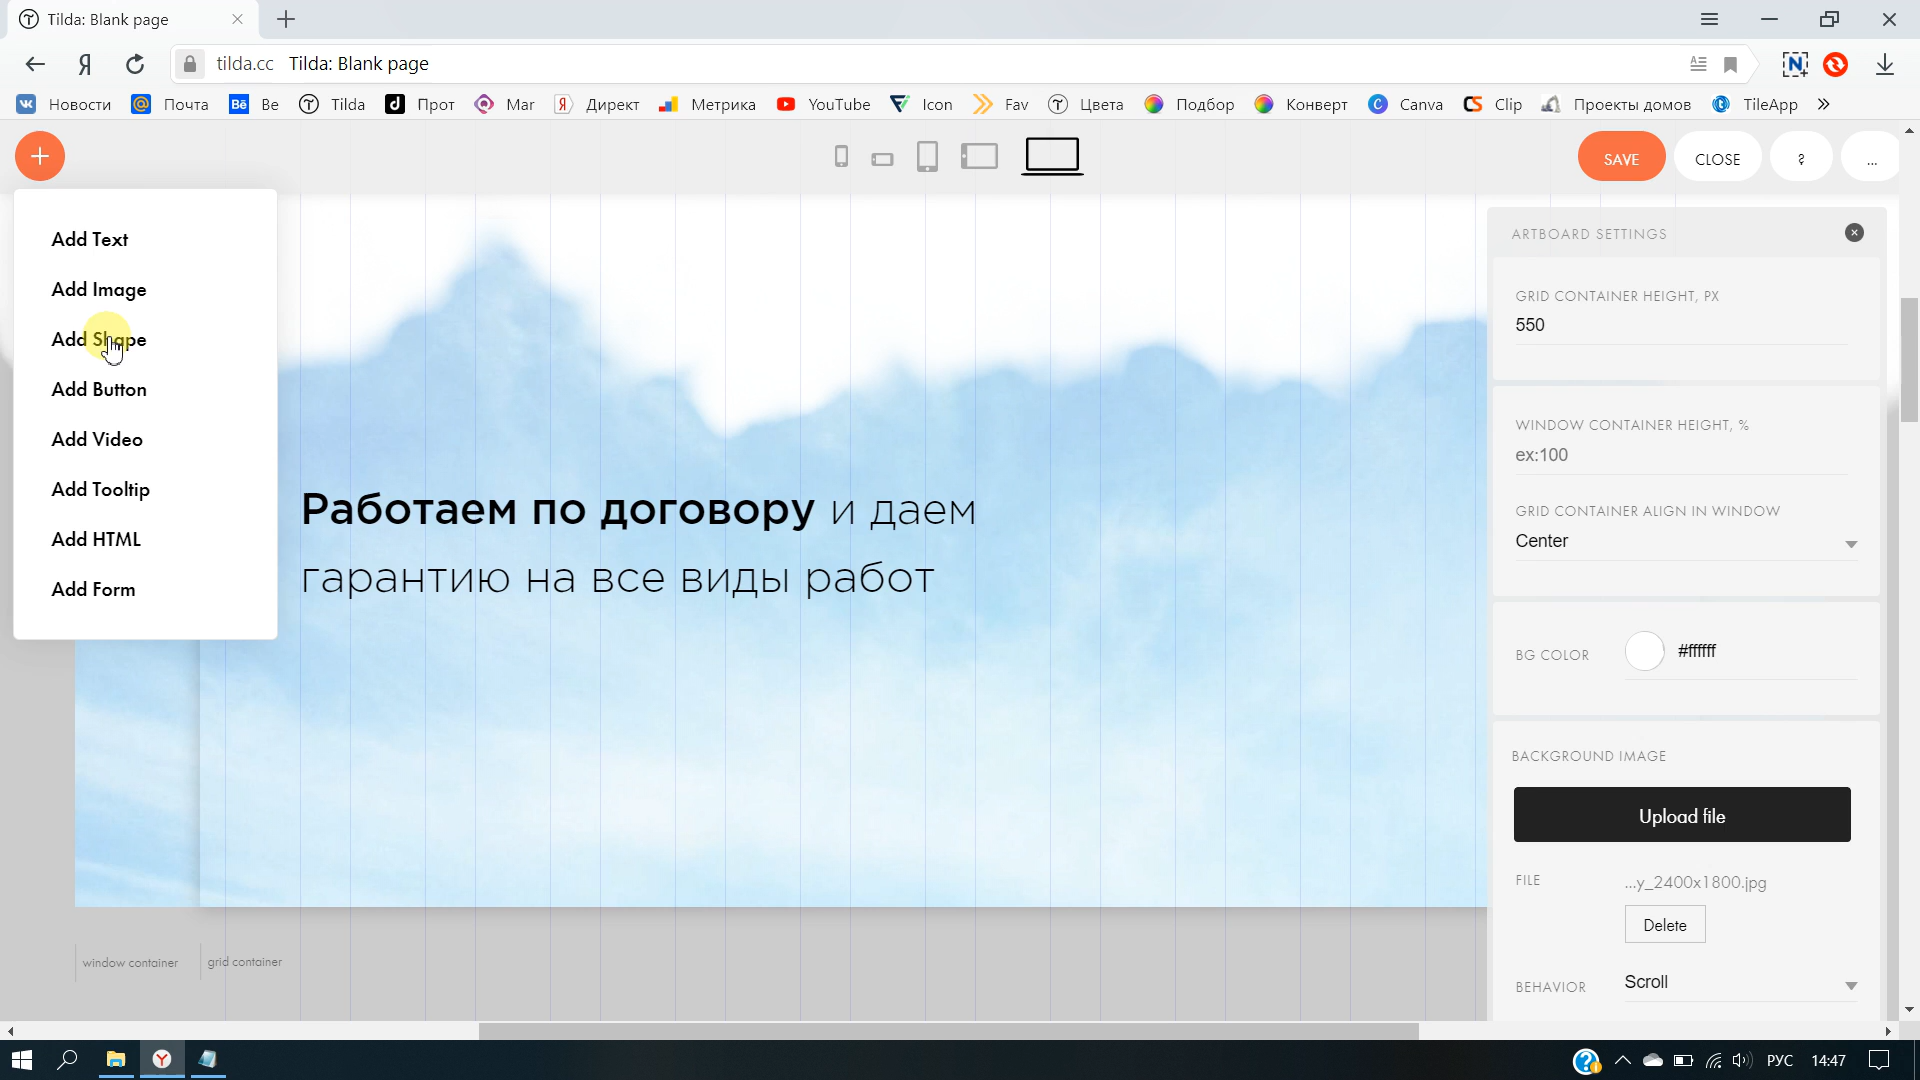 Tilda: Blank page
tilda.cc Tilda: Blank page
Новости Почта Be Tilda Прот Mar Директ Метрика YouTube Icon Fav Цвета Подбор Конверт Canva Clip Проекты домов TileApp »
SAVE CLOSE ? ...
Add Text
Add Image
Add Shape
Add Button
Add Video
Add Tooltip
Add HTML
Add Form
Работаем по договору и даем
гарантию на все виды работ
window container grid container
ARTBOARD SETTINGS
GRID CONTAINER HEIGHT, PX
550
WINDOW CONTAINER HEIGHT, %
ex:100
GRID CONTAINER ALIGN IN WINDOW
Center
BG COLOR #ffffff
BACKGROUND IMAGE
Upload file
FILE ...y_2400x1800.jpg
Delete
BEHAVIOR Scroll
РУС 14:47